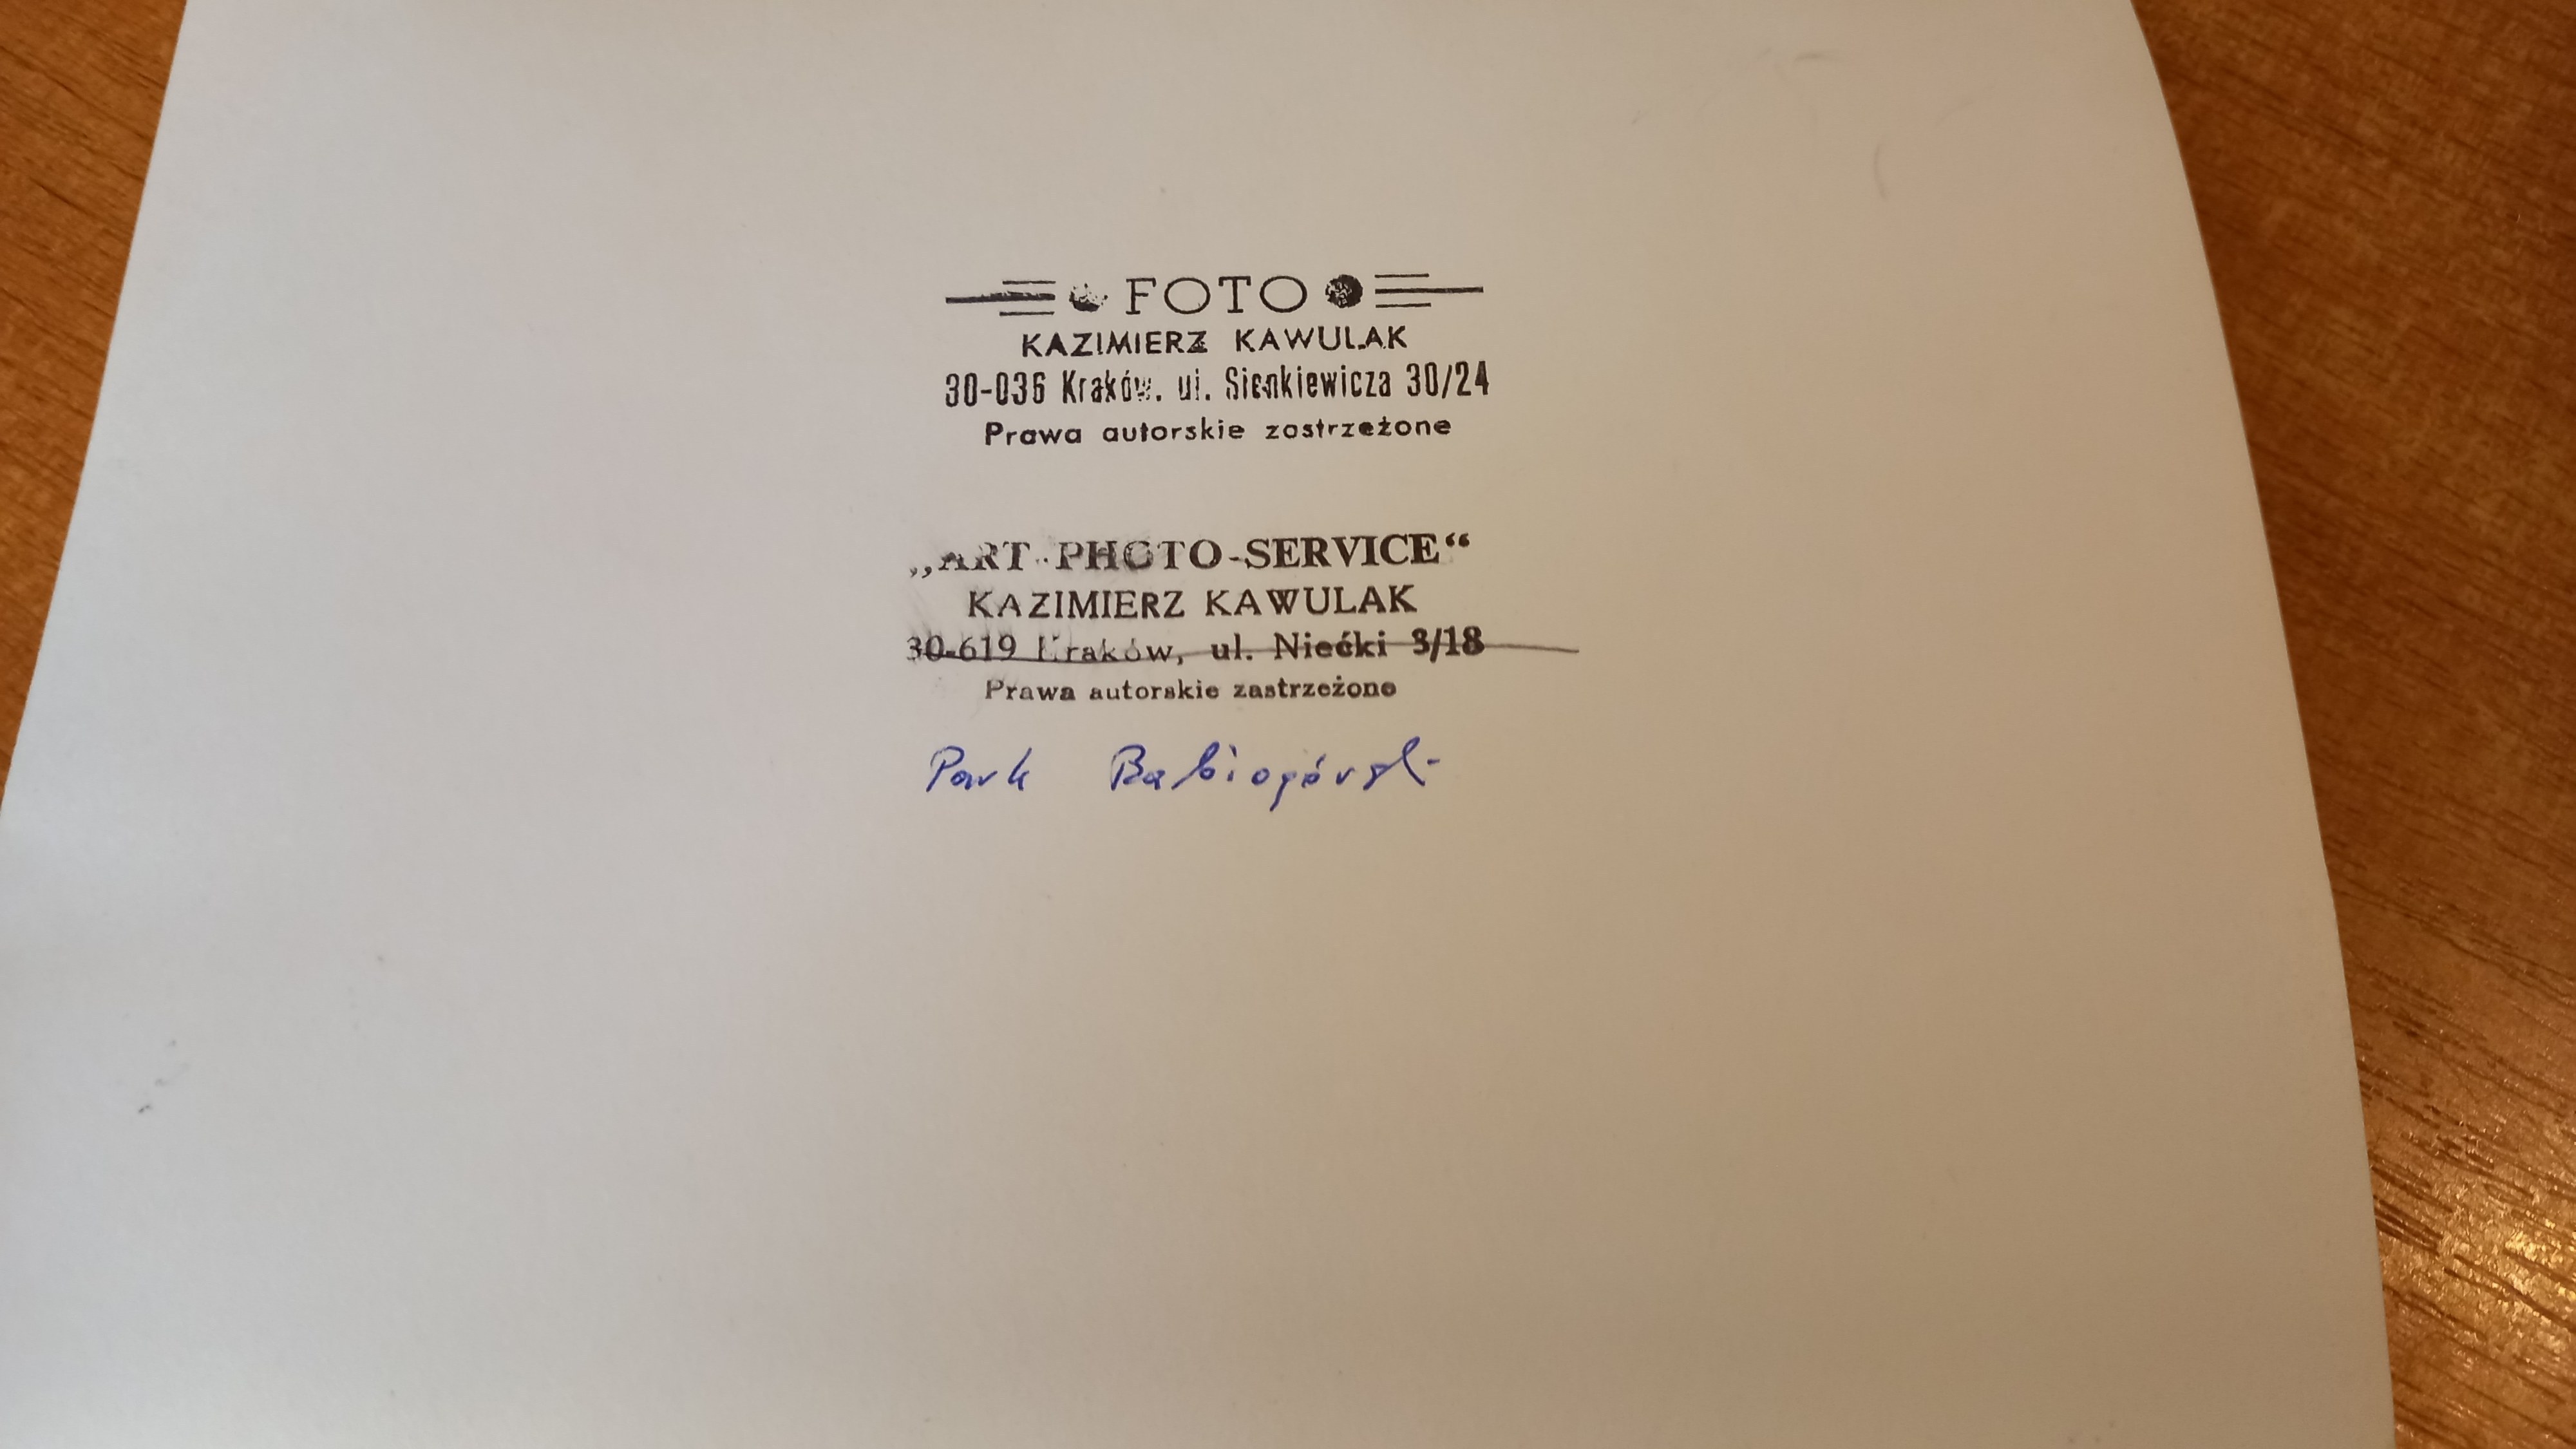 FOTO
KAZIMIERZ KAWULAK
30-036 Kraków. ul. Sienkiewicza 30/24
Prawa autorskie zastrzeżone
„ART-PHOTO-SERVICE“
KAZIMIERZ KAWULAK
30-619 Kraków, ul. Niećki 3/18
Prawa autorskie zastrzeżone
Park Babiogórski